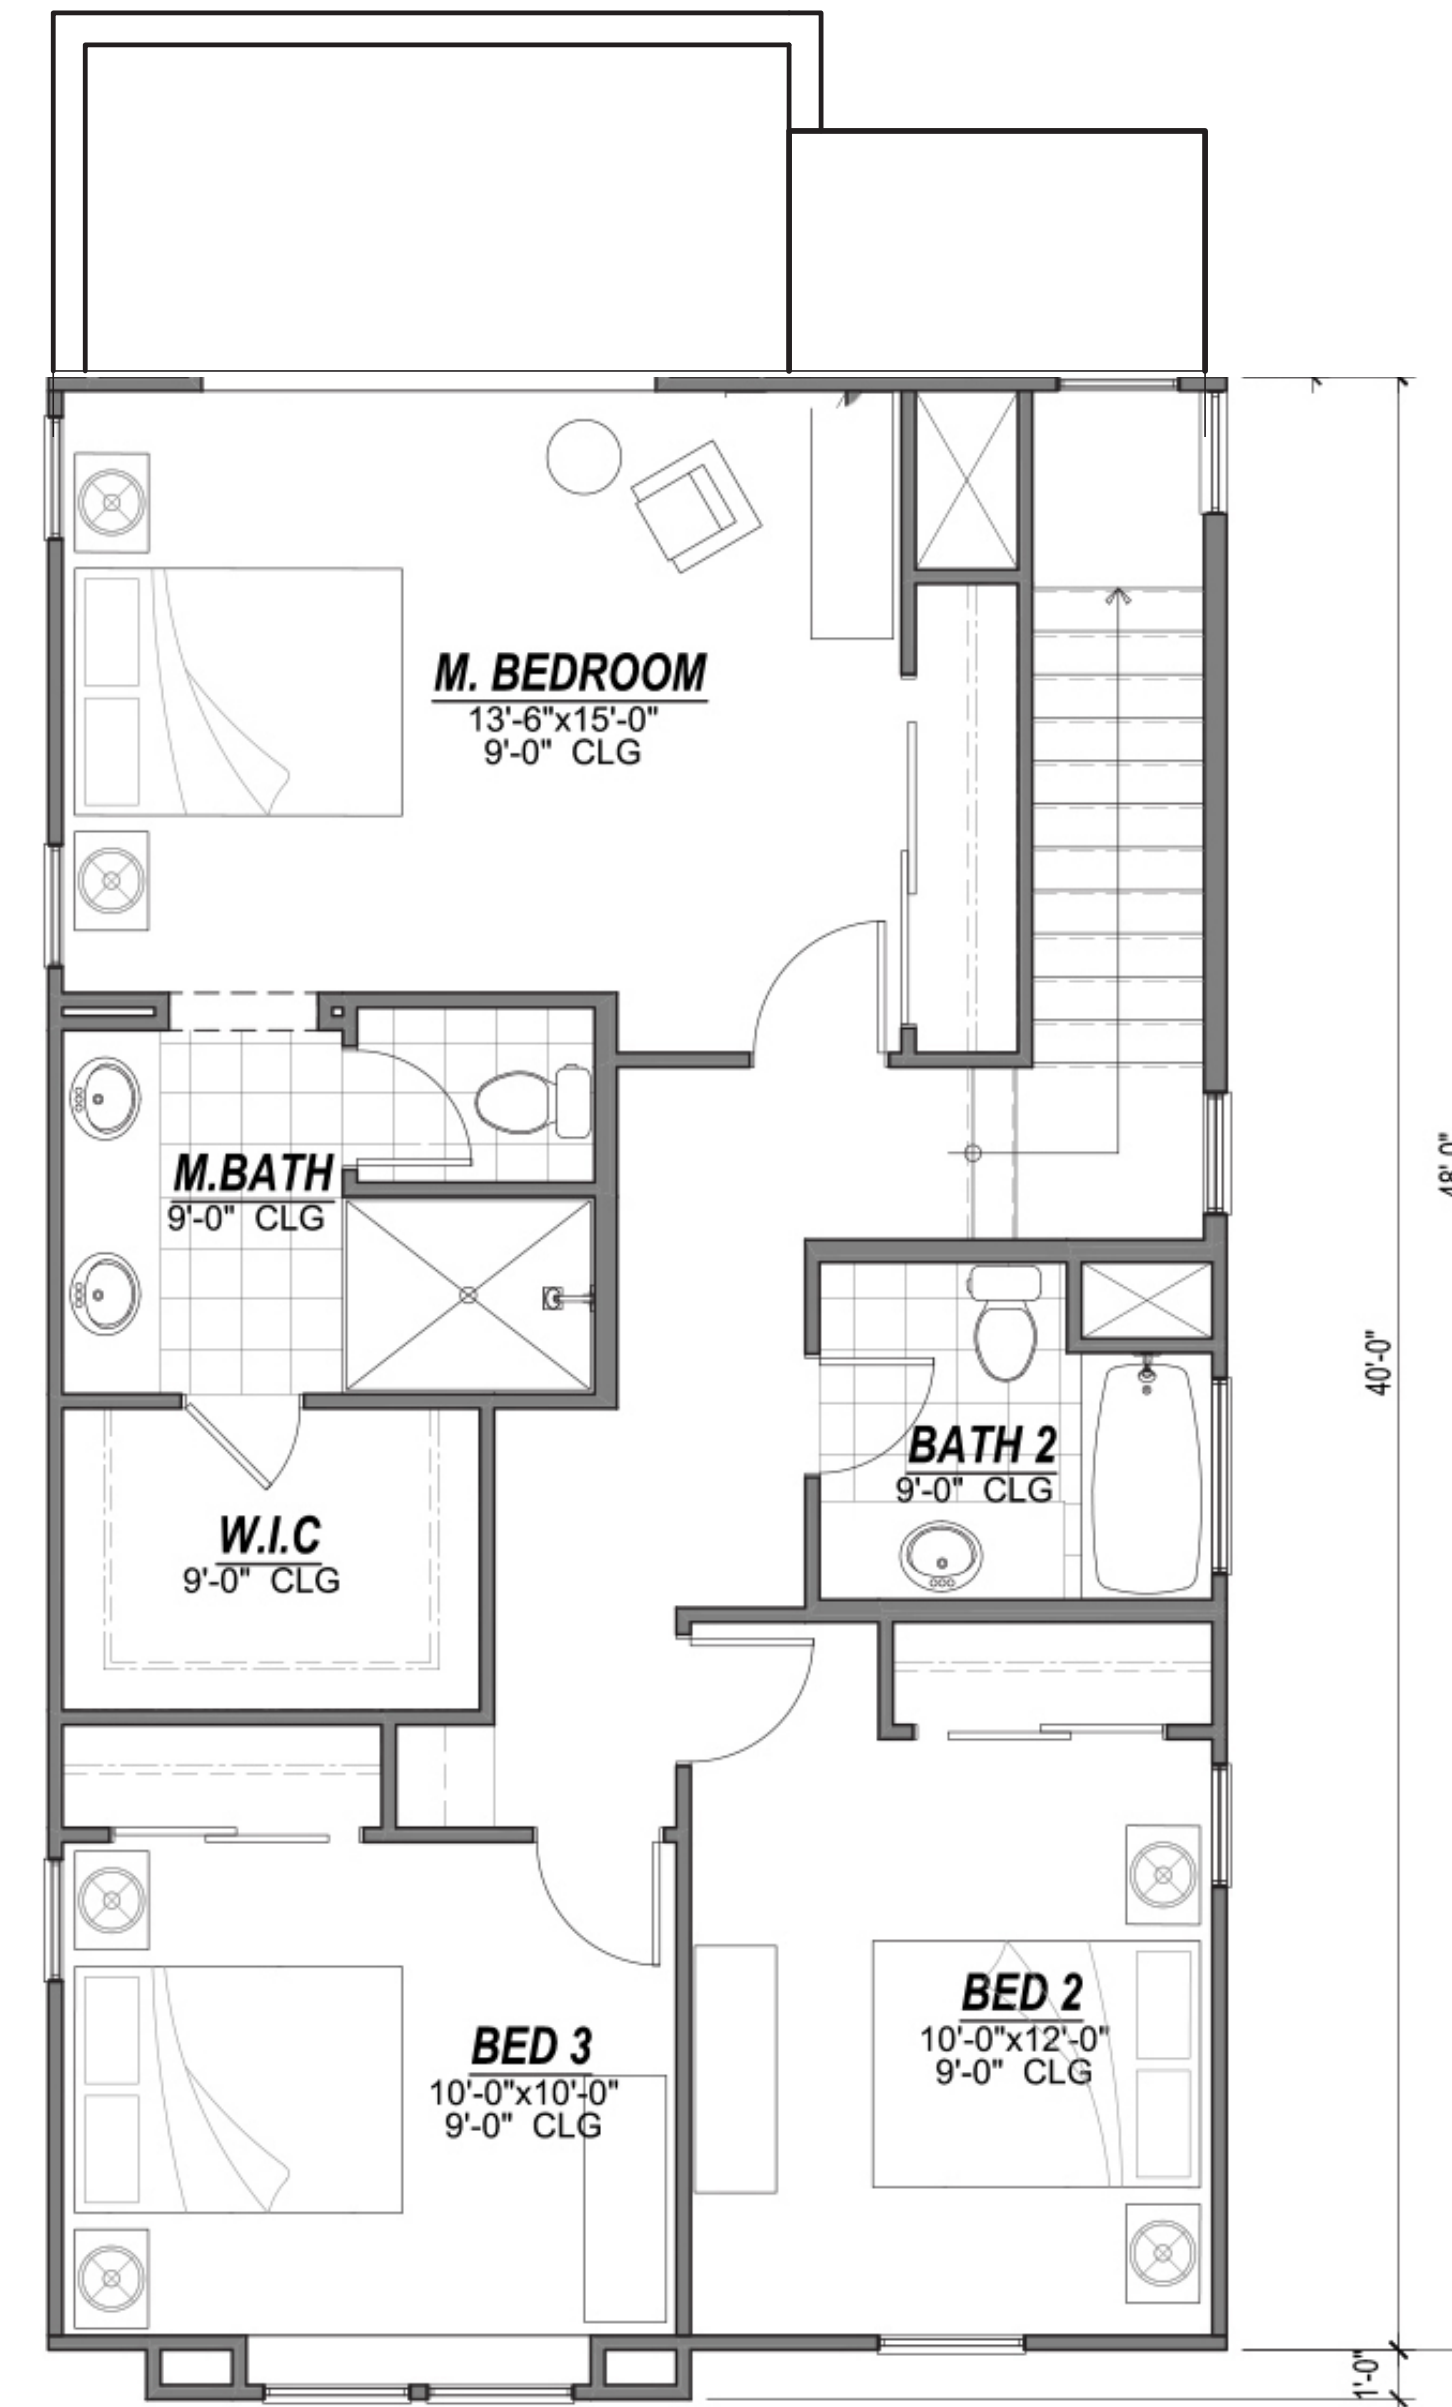 M. BEDROOM
13'-6"x15'-0"
9'-0" CLG
M.BATH
9'-0" CLG
48'-0"
40'-0"
BATH 2
9'-0" CLG
W.I.C
9'-0" CLG
BED 2
10'-0"x12'-0"
9'-0" CLG
BED 3
10'-0"x10'-0"
9'-0" CLG
1'-0"